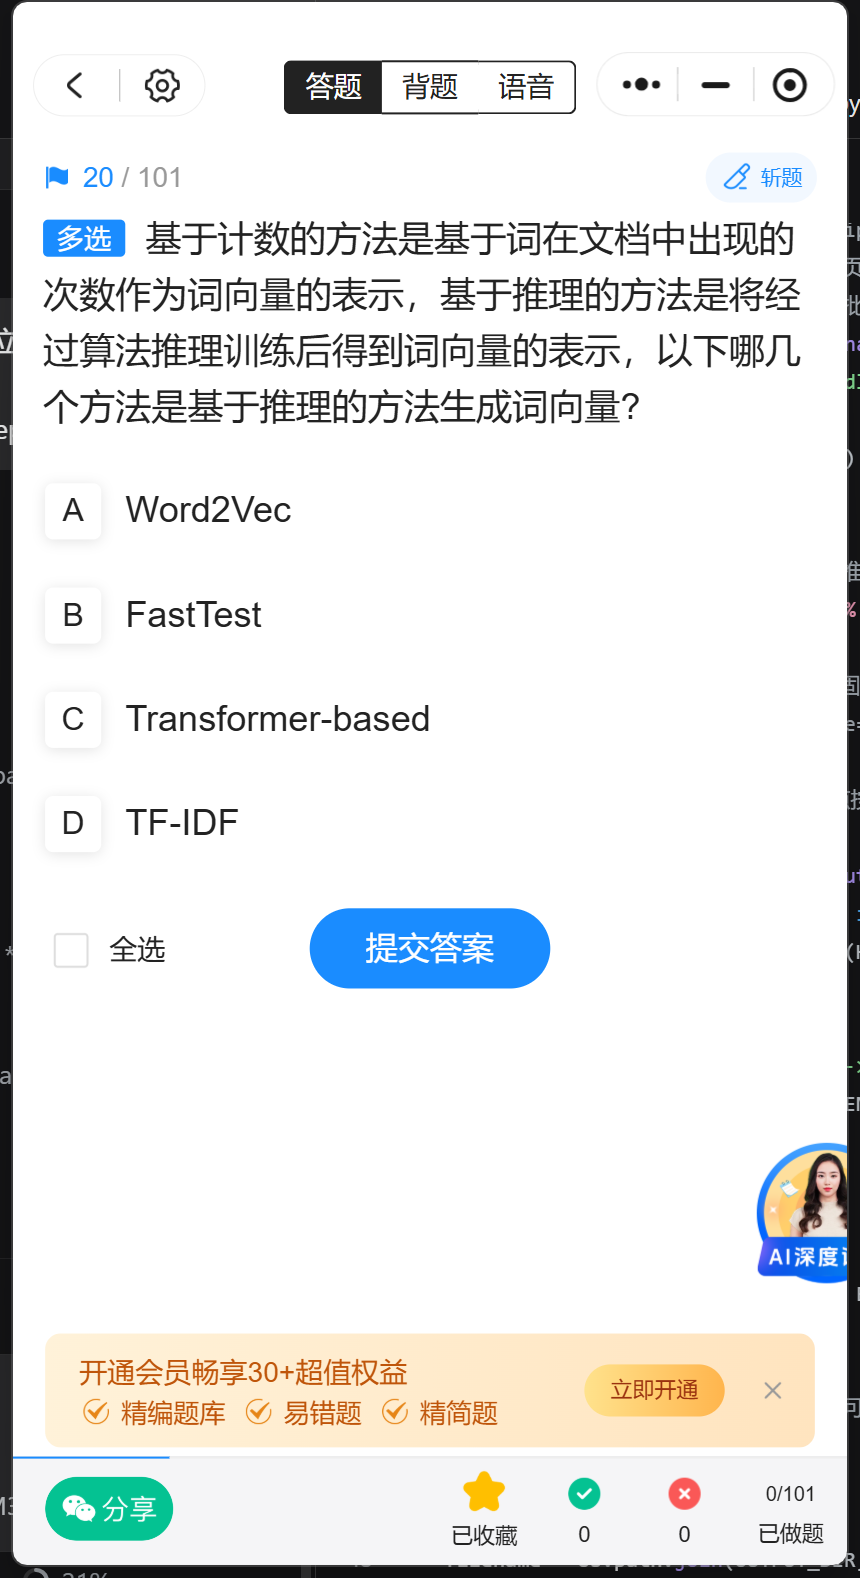 答题 背题 语音
20 / 101 斩题
多选 基于计数的方法是基于词在文档中出现的
次数作为词向量的表示，基于推理的方法是将经
过算法推理训练后得到词向量的表示，以下哪几
个方法是基于推理的方法生成词向量?
A Word2Vec
B FastTest
C Transformer-based
D TF-IDF
全选 提交答案
AI深度
开通会员畅享30+超值权益
精编题库 易错题 精简题
立即开通
分享
已收藏
0
0
0/101
已做题